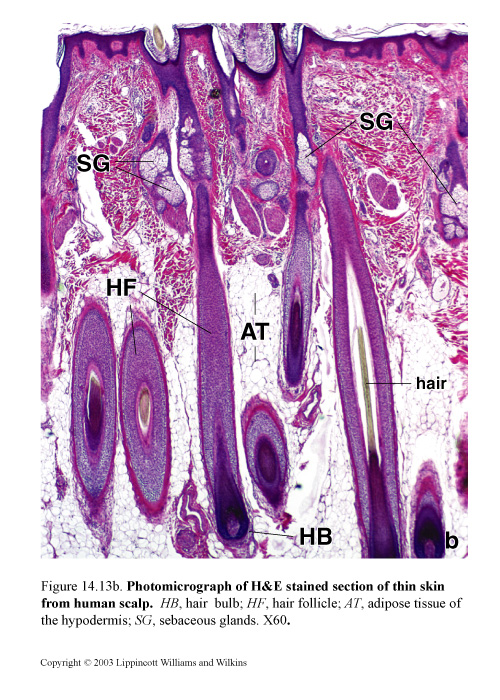 SG
SG
HF
AT
hair
HB
b
Figure 14.13b. Photomicrograph of H&E stained section of thin skin
from human scalp. HB, hair bulb; HF, hair follicle; AT, adipose tissue of
the hypodermis; SG, sebaceous glands. X60.
Copyright © 2003 Lippincott Williams and Wilkins